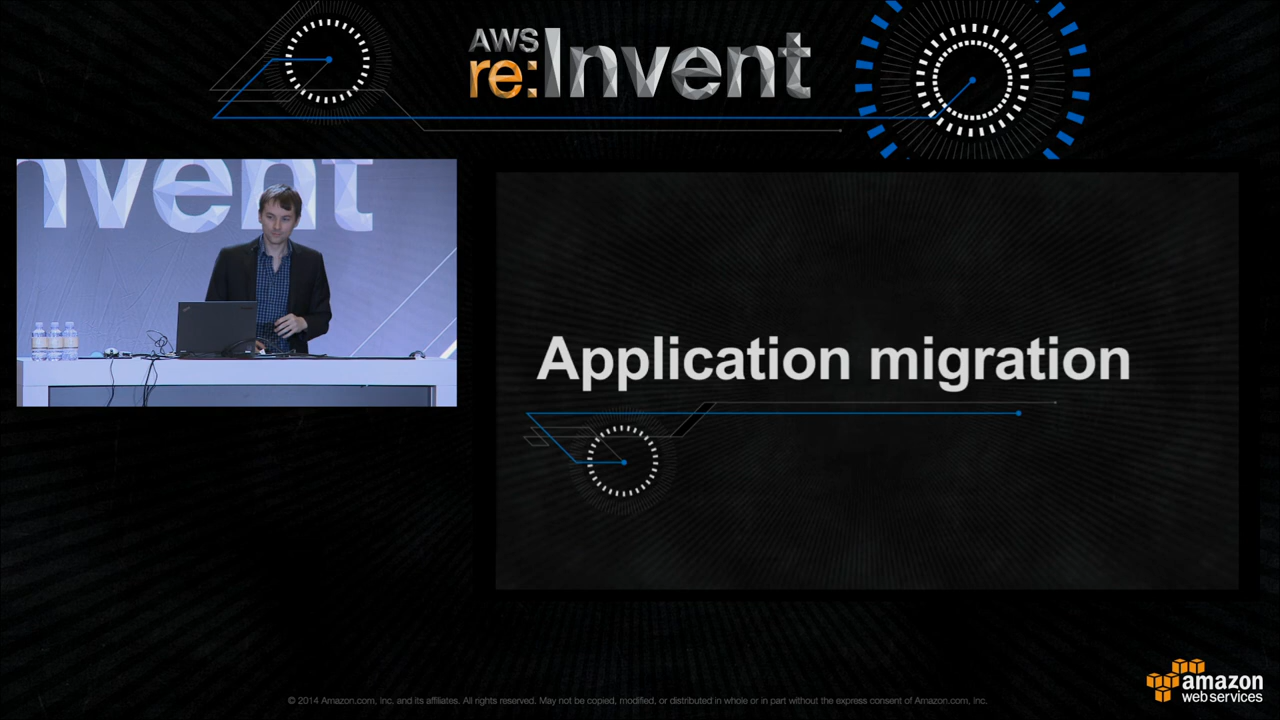 AWS
re:Invent
nvent
Application migration
© 2014 Amazon.com, Inc, and its affiliates. All rights reserved. May not be copied, modified, or distributed in whole or in part without the express consent of Amazon.com, inc.
amazon
web services